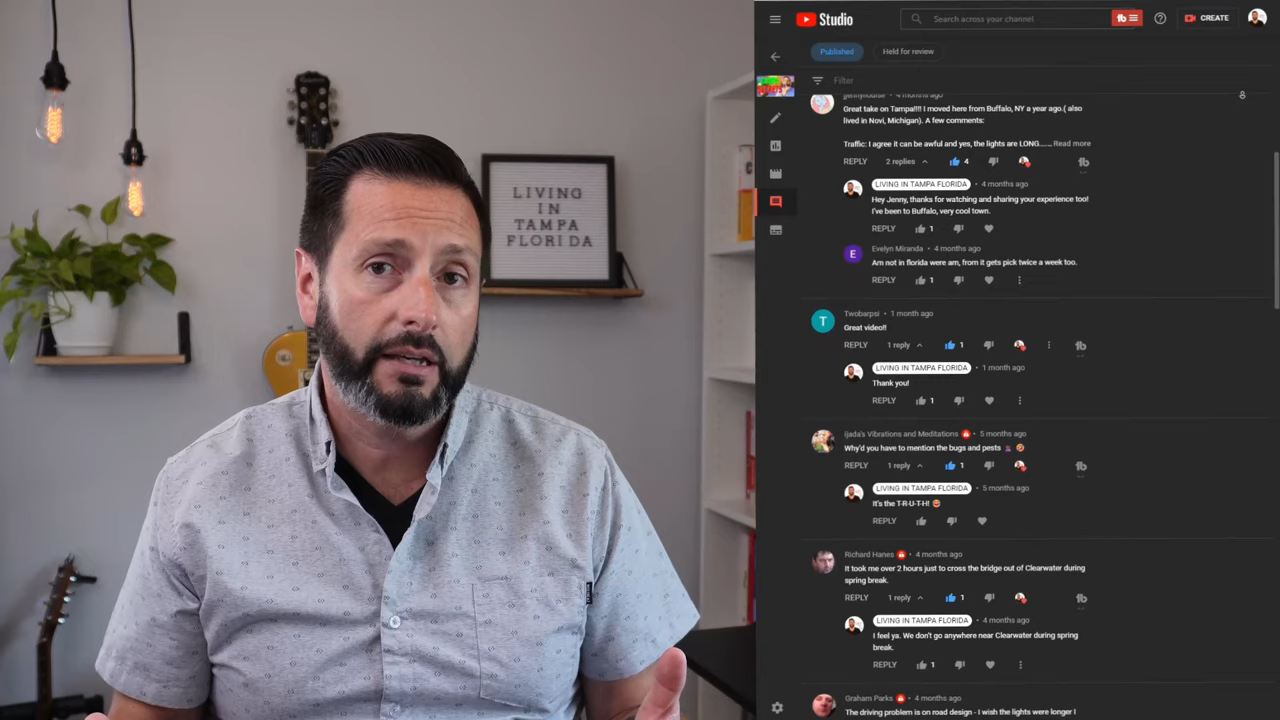 LIVING
IN
TAMPA
FLORIDA
Studio
Search across your channel
CREATE
Published
Held for review
Filter
4 months ago
Great take on Tampa!!!! I moved here from Buffalo, NY a year ago.( also
lived in Novi, Michigan). A few comments:
Traffic: I agree it can be awful and yes, the lights are LONG...... Read more
REPLY 2 replies 4
LIVING IN TAMPA FLORIDA • 4 months ago
Hey Jenny, thanks for watching and sharing your experience too!
I've been to Buffalo, very cool town.
REPLY 1
E
Evelyn Miranda • 4 months ago
Am not in florida were am, from it gets pick twice a week too.
REPLY 1
T
Twobarpsi • 1 month ago
Great video!!
REPLY 1 reply 1
LIVING IN TAMPA FLORIDA • 1 month ago
Thank you!
REPLY 1
ijada's Vibrations and Meditations • 5 months ago
Why'd you have to mention the bugs and pests
REPLY 1 reply 1
LIVING IN TAMPA FLORIDA • 5 months ago
It's the T-R-U-T-H!
REPLY
Richard Hanes • 4 months ago
It took me over 2 hours just to cross the bridge out of Clearwater during
spring break.
REPLY 1 reply 1
LIVING IN TAMPA FLORIDA • 4 months ago
I feel ya. We don't go anywhere near Clearwater during spring
break.
REPLY 1
Graham Parks • 4 months ago
The driving problem is on road design - I wish the lights were longer I